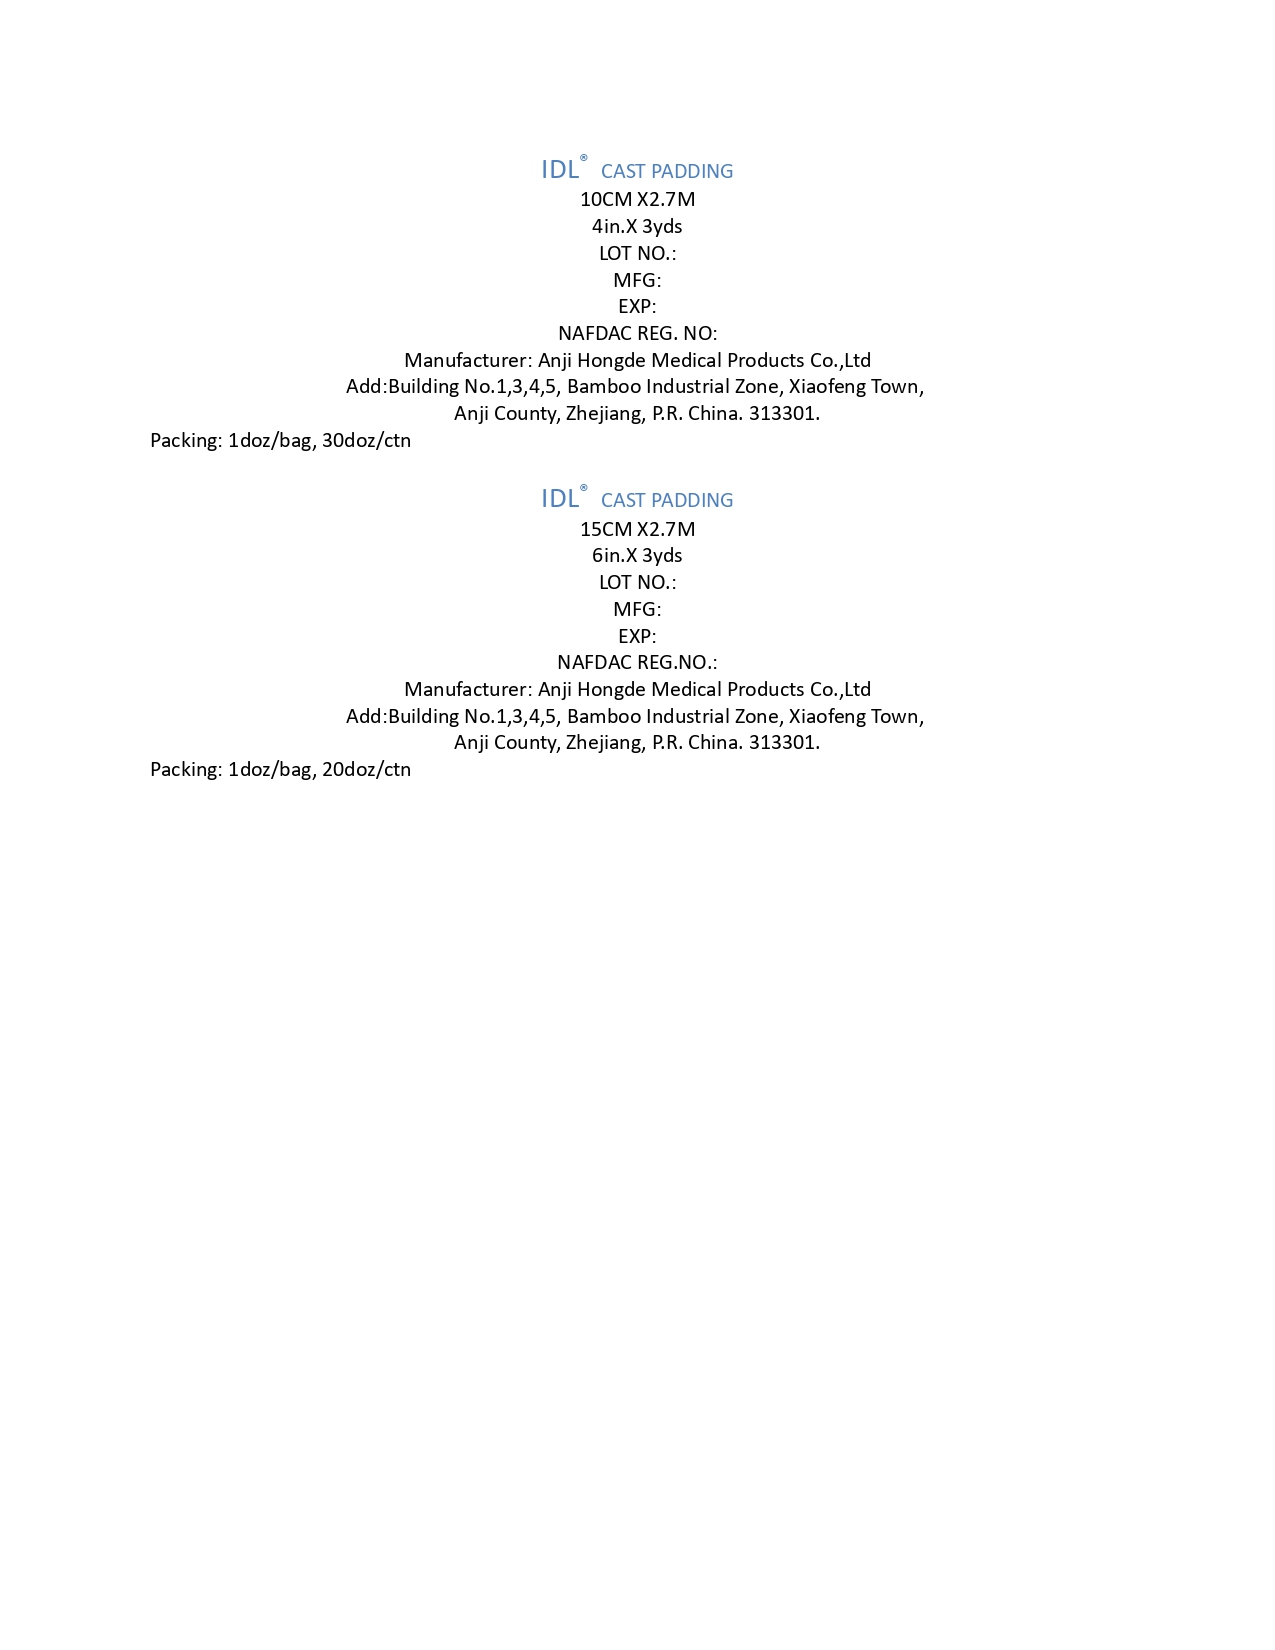 IDL® CAST PADDING
10CM X2.7M
4in.X 3yds
LOT NO.:
MFG:
EXP:
NAFDAC REG. NO:
Manufacturer: Anji Hongde Medical Products Co.,Ltd
Add:Building No.1,3,4,5, Bamboo Industrial Zone, Xiaofeng Town,
Anji County, Zhejiang, P.R. China. 313301.
Packing: 1doz/bag, 30doz/ctn
IDL® CAST PADDING
15CM X2.7M
6in.X 3yds
LOT NO.:
MFG:
EXP:
NAFDAC REG.NO.:
Manufacturer: Anji Hongde Medical Products Co.,Ltd
Add:Building No.1,3,4,5, Bamboo Industrial Zone, Xiaofeng Town,
Anji County, Zhejiang, P.R. China. 313301.
Packing: 1doz/bag, 20doz/ctn